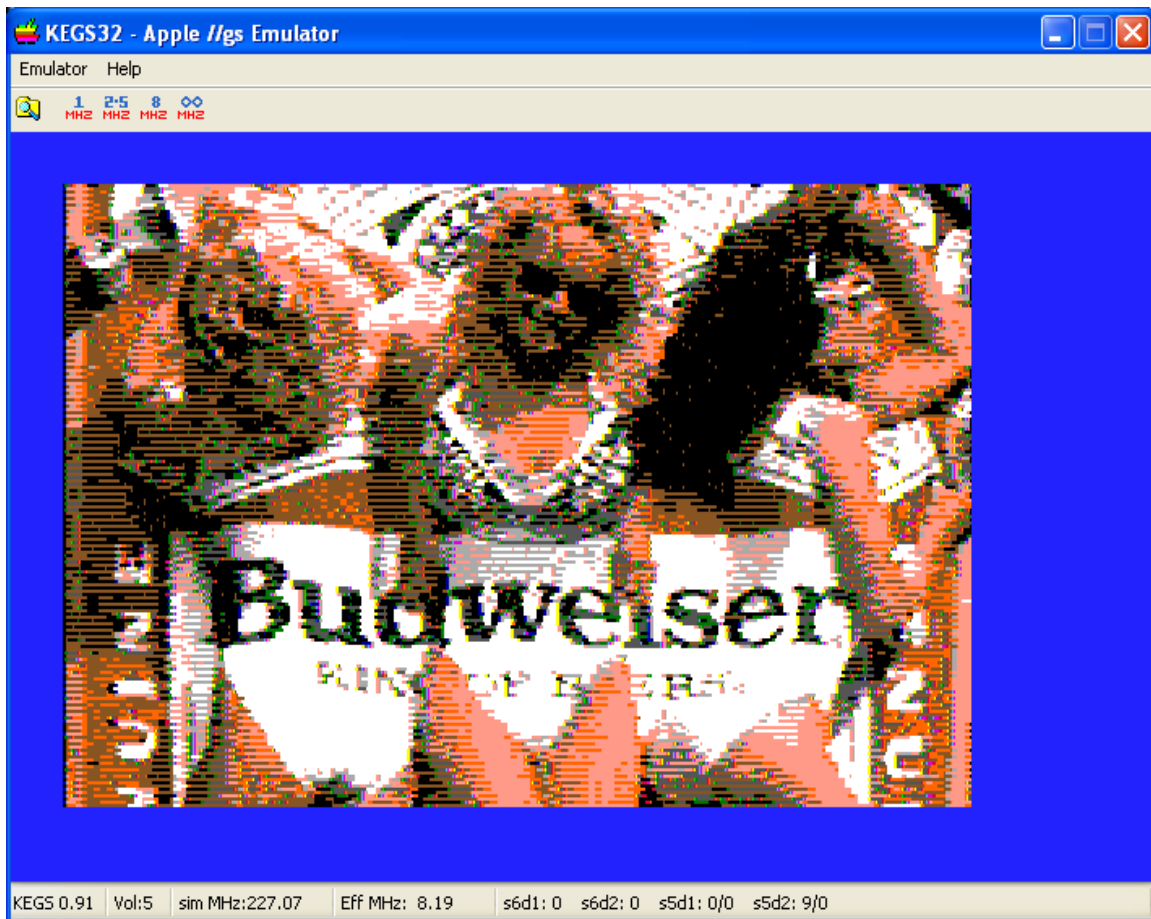 KEGS32 - Apple //gs Emulator
Emulator Help
1 2·5 8 ∞
MHZ MHZ MHZ MHZ
Budweiser
KEGS 0.91 Vol:5 sim MHz:227.07 Eff MHz: 8.19 s6d1: 0 s6d2: 0 s5d1: 0/0 s5d2: 9/0